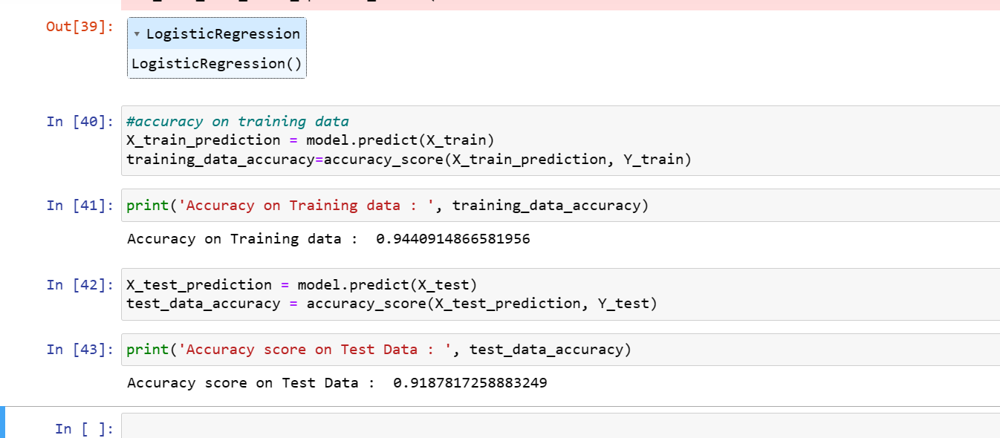 Out[39]:
▾ LogisticRegression
LogisticRegression()
In [40]:
#accuracy on training data
X_train_prediction = model.predict(X_train)
training_data_accuracy=accuracy_score(X_train_prediction, Y_train)
In [41]:
print('Accuracy on Training data : ', training_data_accuracy)
Accuracy on Training data :  0.9440914866581956
In [42]:
X_test_prediction = model.predict(X_test)
test_data_accuracy = accuracy_score(X_test_prediction, Y_test)
In [43]:
print('Accuracy score on Test Data : ', test_data_accuracy)
Accuracy score on Test Data :  0.9187817258883249
In [ ]: